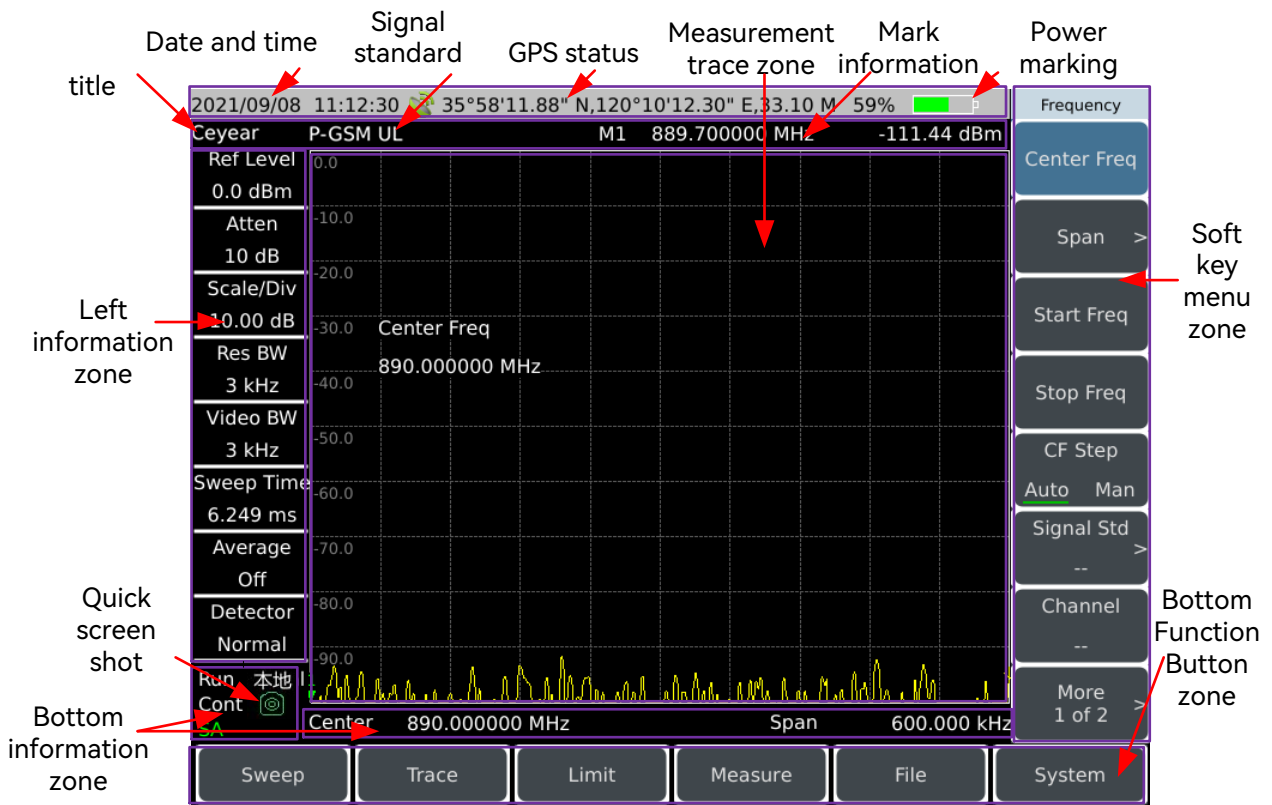 Date and time
Signal
standard
GPS status
Measurement
trace zone
Mark
information
Power
marking
title
2021/09/08 11:12:30 35°58'11.88" N,120°10'12.30" E,33.10 M 59%
Ceyear P-GSM UL M1 889.700000 MHz -111.44 dBm
Ref Level
0.0 dBm
Atten
10 dB
Scale/Div
10.00 dB
Res BW
3 kHz
Video BW
3 kHz
Sweep Time
6.249 ms
Average
Off
Detector
Normal
Left
information
zone
0.0
-10.0
-20.0
-30.0
-40.0
-50.0
-60.0
-70.0
-80.0
-90.0
Center Freq
890.000000 MHz
Frequency
Center Freq
Span >
Start Freq
Stop Freq
CF Step
Auto Man
Signal Std
>
--
Channel
--
More
1 of 2 >
Soft
key
menu
zone
Quick
screen
shot
Run 本地
Cont
SA
Bottom
information
zone
Center 890.000000 MHz Span 600.000 kHz
Bottom
Function
Button
zone
Sweep Trace Limit Measure File System